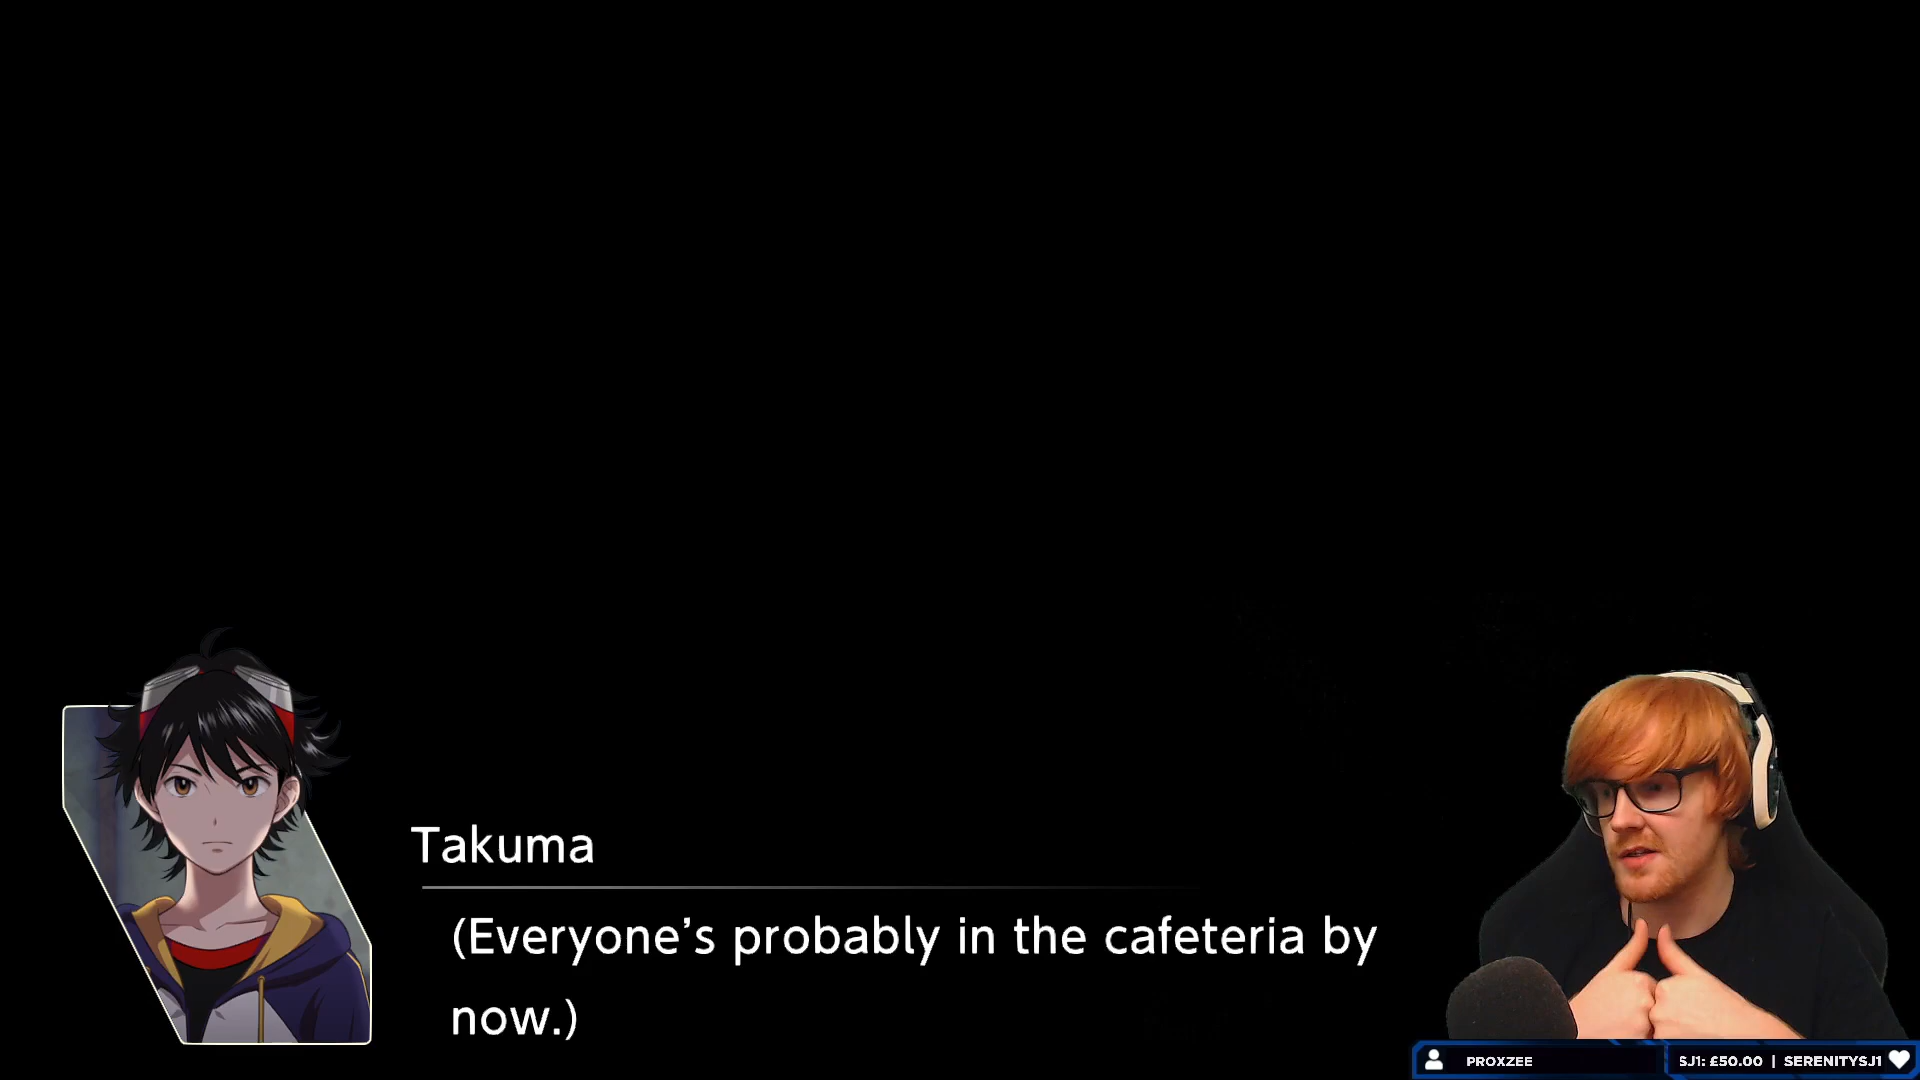 Takuma
(Everyone’s probably in the cafeteria by
now.)
PROXZEE
SJ1: £50.00 | SERENITYSJ1